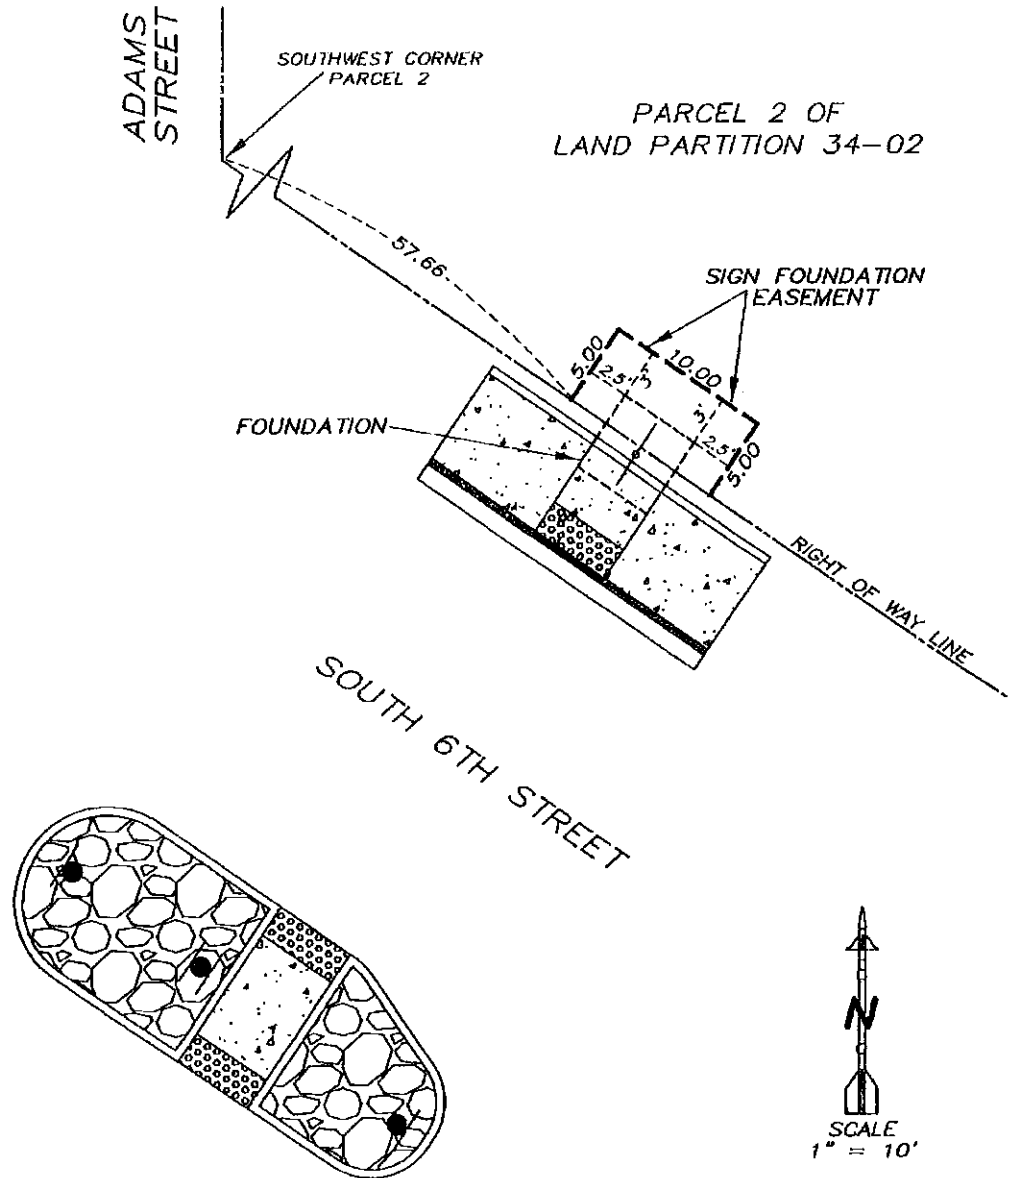 ADAMS
STREET
SOUTHWEST CORNER
PARCEL 2
PARCEL 2 OF
LAND PARTITION 34-02
57.66
SIGN FOUNDATION
EASEMENT
5.00
10.00
2.5'
3'
3'
2.5'
5.00
FOUNDATION
RIGHT OF WAY LINE
SOUTH 6TH STREET
N
SCALE
1" = 10'